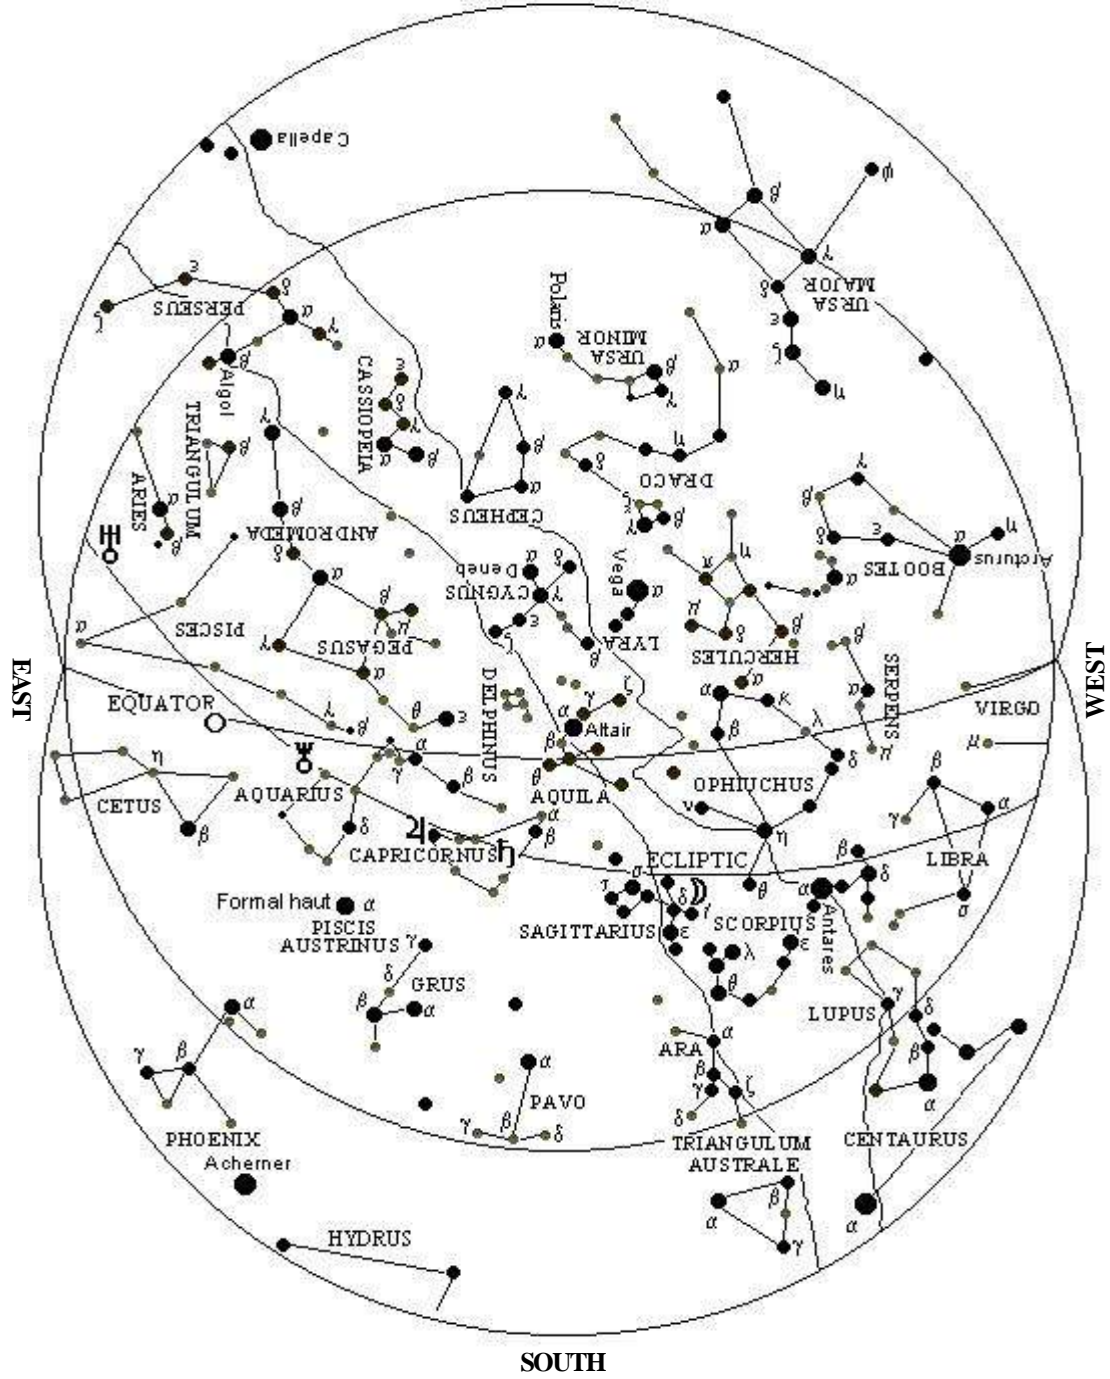 Capella
α
β
φ
γ
URSA
MAJOR
δ
ε
ζ
η
ε
δ
PERSEUS
ζ
α
γ
β
Algol
Polaris
α
URSA
MINOR
β
γ
α
CASSIOPEIA
ε
δ
γ
α
β
TRIANGULUM
γ
γ
β
α
CEPHEUS
η
DRACO
δ
ξ
γ
β
γ
β
δ
ε
α
η
BOOTES
Arcturus
ARIES
α
β
β
ANDROMEDA
δ
α
Deneb
α
δ
CYGNUS
γ
ε
ζ
β
Vega
α
LYRA
η
π
μ
δ
β
HERCULES
α
α
PISCES
α
β
μ
γ
PEGASUS
α
θ
ε
β
SERPENS
α
μ
DELPHINUS
γ
ζ
α
Altair
β
θ
AQUILA
α
κ
β
λ
δ
OPHIUCHUS
ν
η
θ
VIRGO
μ
EAST
WEST
EQUATOR
λ
β
η
CETUS
β
AQUARIUS
γ
α
β
δ
CAPRICORNUS
α
β
ECLIPTIC
β
α
γ
LIBRA
σ
Formal haut
α
PISCIS
AUSTRINUS
γ
δ
GRUS
β
α
τ
σ
δ
γ
SAGITTARIUS
ε
SCORPIUS
α
Antares
β
δ
ε
λ
θ
LUPUS
γ
δ
β
α
γ
β
α
PHOENIX
Acherner
α
PAVO
γ
β
δ
α
ARA
β
γ
ζ
δ
TRIANGULUM
AUSTRALE
α
β
γ
CENTAURUS
α
HYDRUS
SOUTH